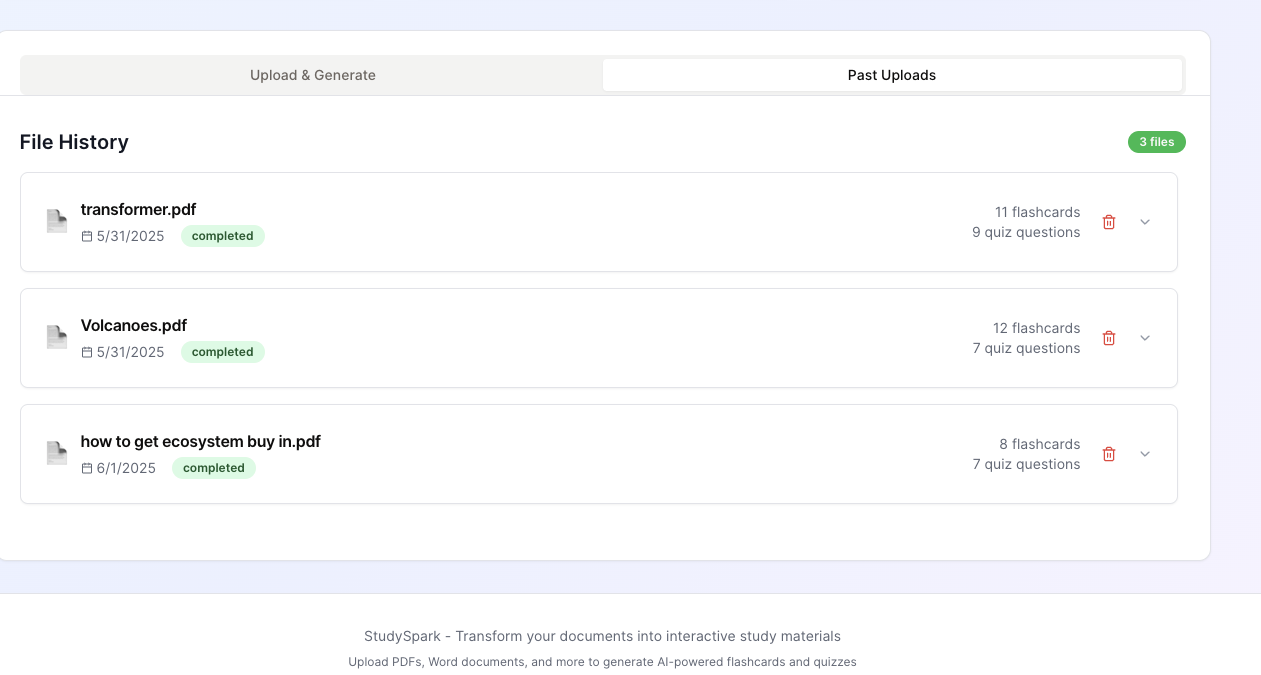 Upload & Generate
Past Uploads
File History
3 files
transformer.pdf
5/31/2025
completed
11 flashcards
9 quiz questions
Volcanoes.pdf
5/31/2025
completed
12 flashcards
7 quiz questions
how to get ecosystem buy in.pdf
6/1/2025
completed
8 flashcards
7 quiz questions
StudySpark - Transform your documents into interactive study materials
Upload PDFs, Word documents, and more to generate AI-powered flashcards and quizzes